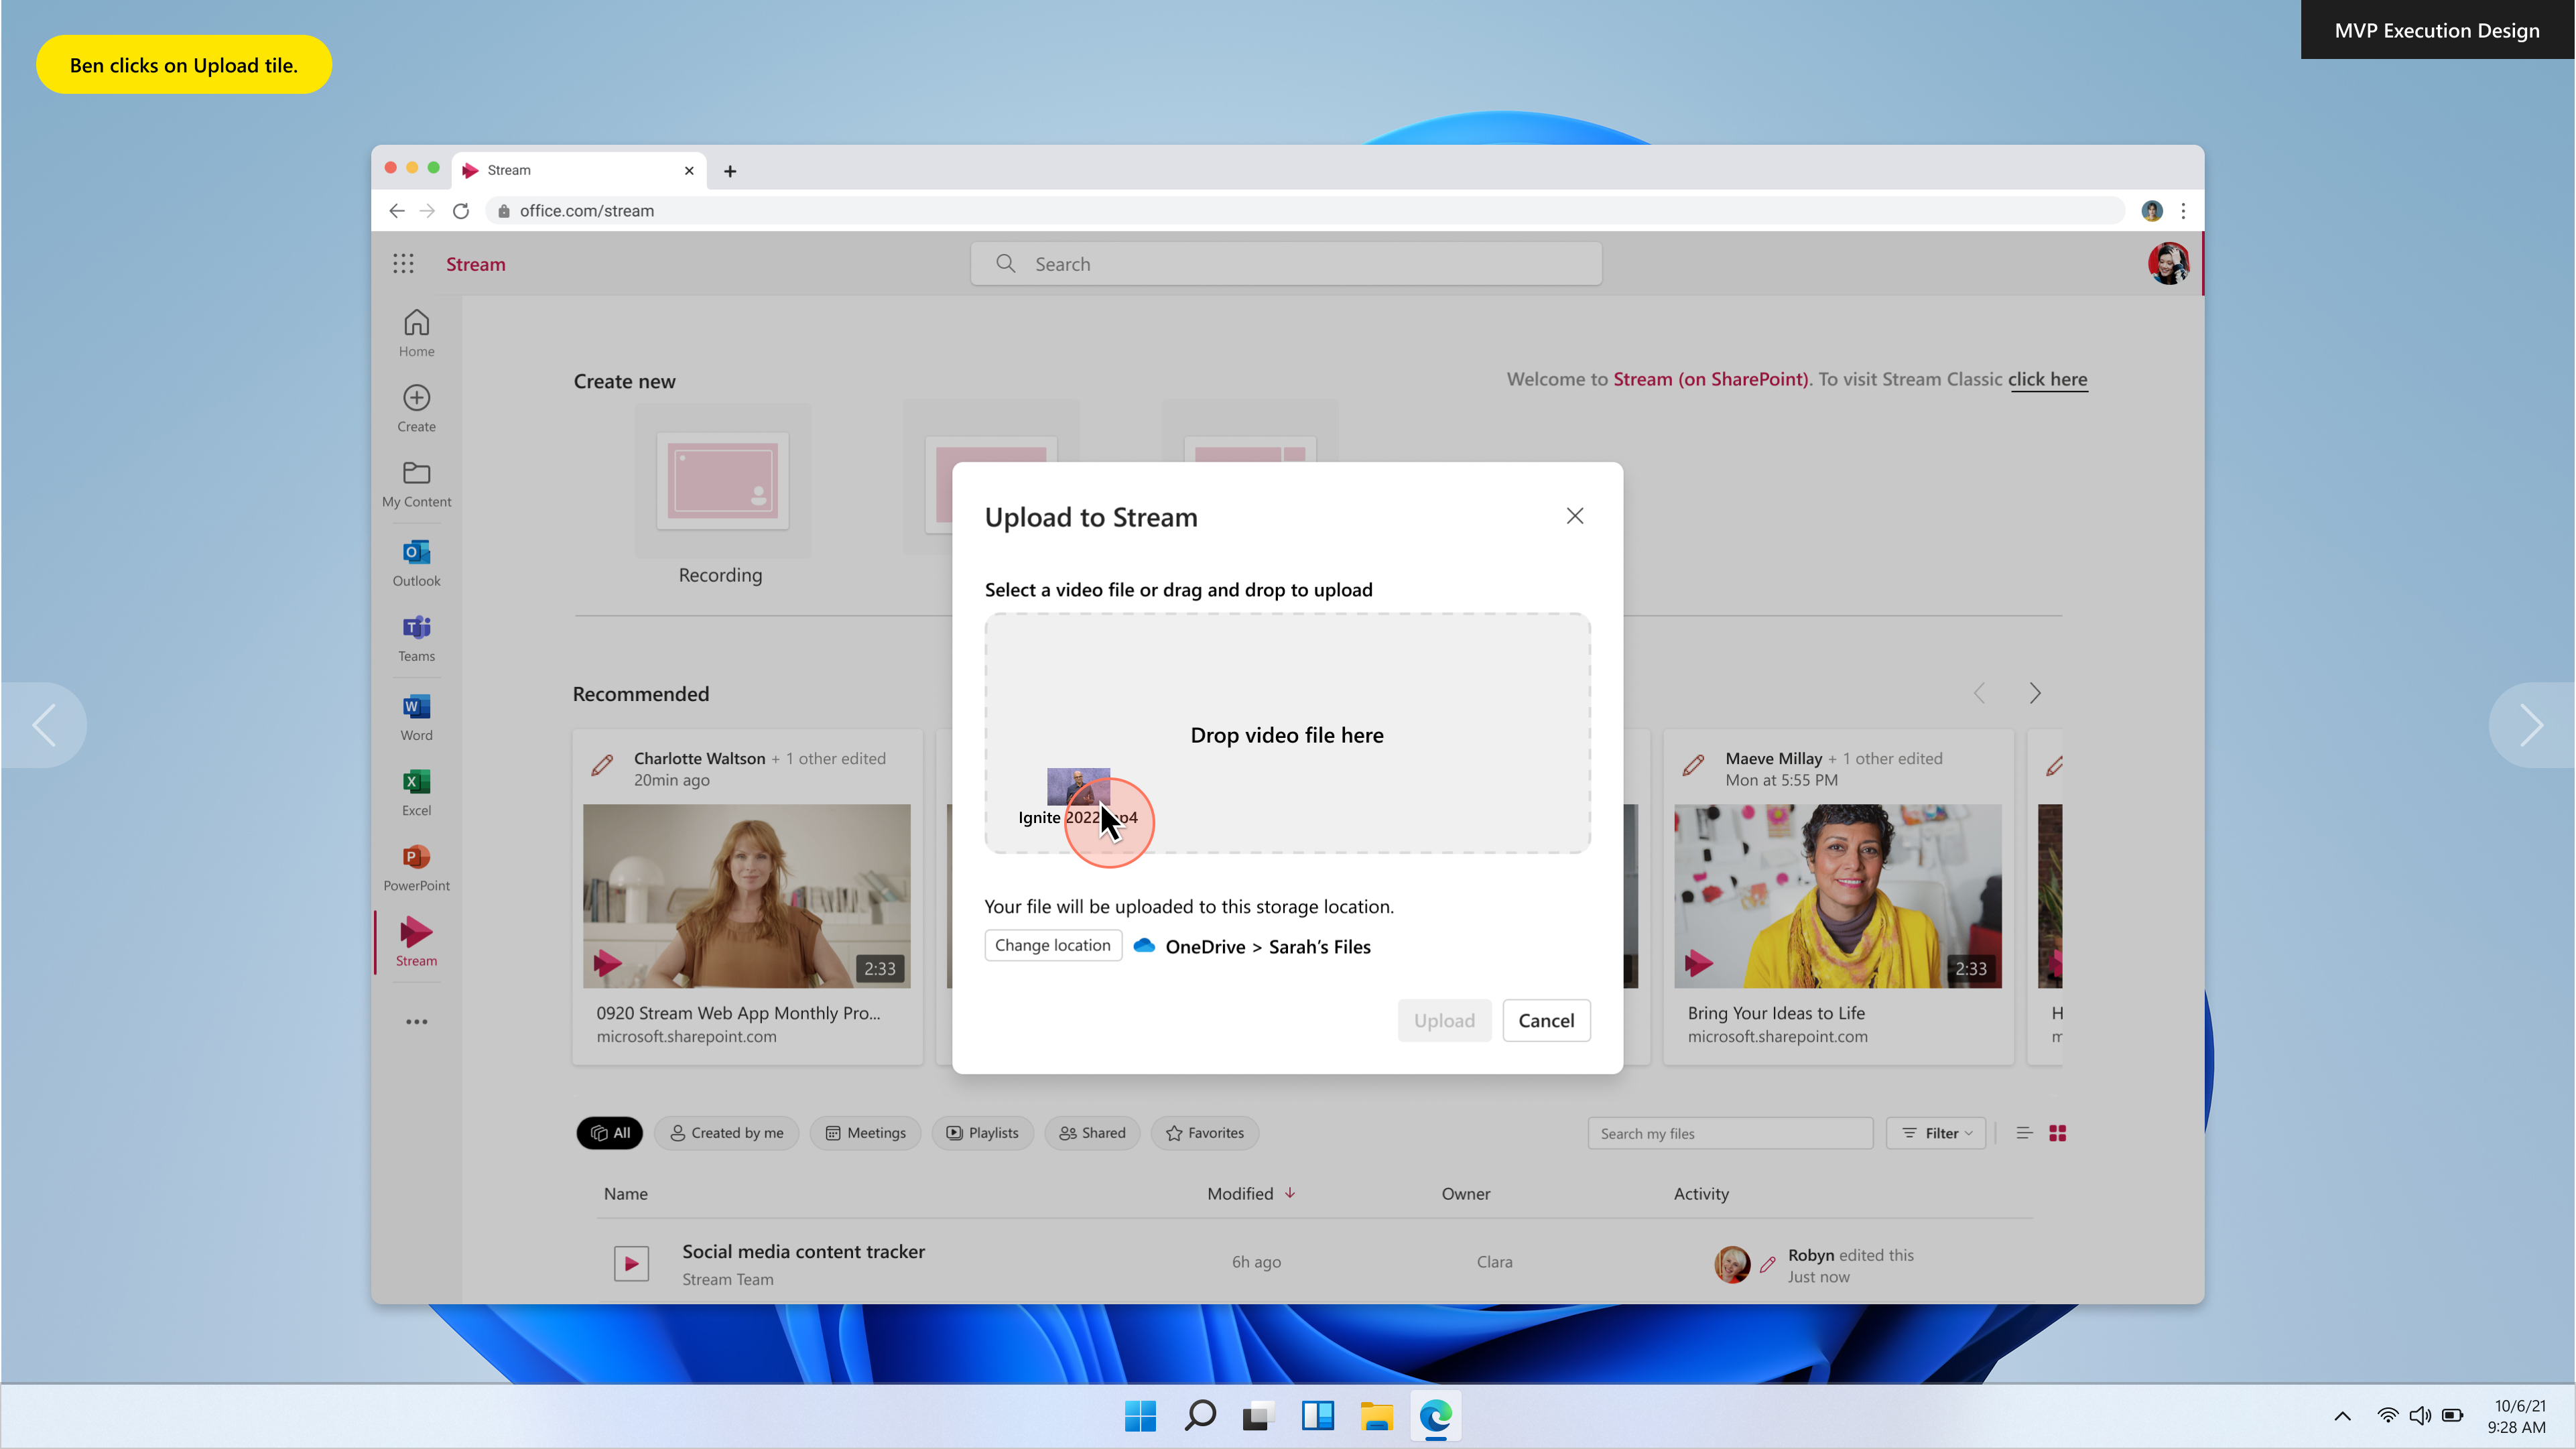 Ben clicks on Upload tile.
MVP Execution Design
Stream
office.com/stream
Stream
Search
Home
Create
My Content
Outlook
Teams
Word
Excel
PowerPoint
Stream
Create new
Welcome to Stream (on SharePoint). To visit Stream Classic click here
Recording
Upload to Stream
Select a video file or drag and drop to upload
Drop video file here
Ignite 2022 p4
Your file will be uploaded to this storage location.
Change location
OneDrive > Sarah's Files
Upload
Cancel
Recommended
Charlotte Waltson + 1 other edited
20min ago
2:33
0920 Stream Web App Monthly Pro...
microsoft.sharepoint.com
Maeve Millay + 1 other edited
Mon at 5:55 PM
2:33
Bring Your Ideas to Life
microsoft.sharepoint.com
H
All
Created by me
Meetings
Playlists
Shared
Favorites
Search my files
Filter
Name
Modified
Owner
Activity
Social media content tracker
Stream Team
6h ago
Clara
Robyn edited this
Just now
10/6/21
9:28 AM